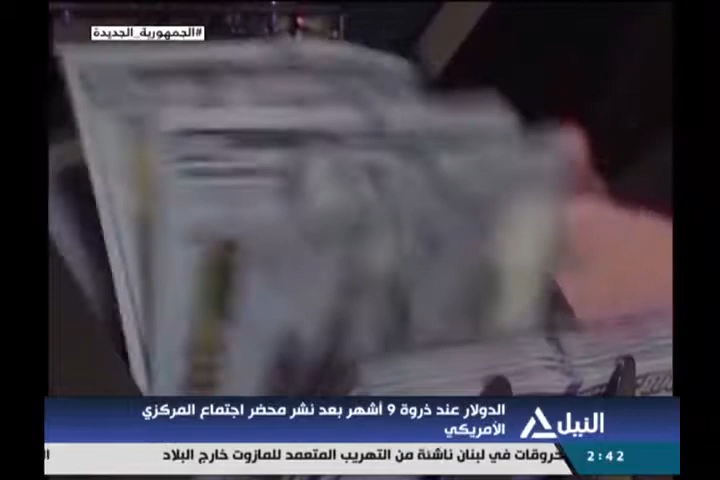 #الجمهورية_الجديدة
الدولار عند ذروة 9 أشهر بعد نشر محضر اجتماع المركزي
الأمريكي
النيل
حروقات في لبنان ناشئة من التهريب المتعمد للمازوت خارج البلاد
2:42